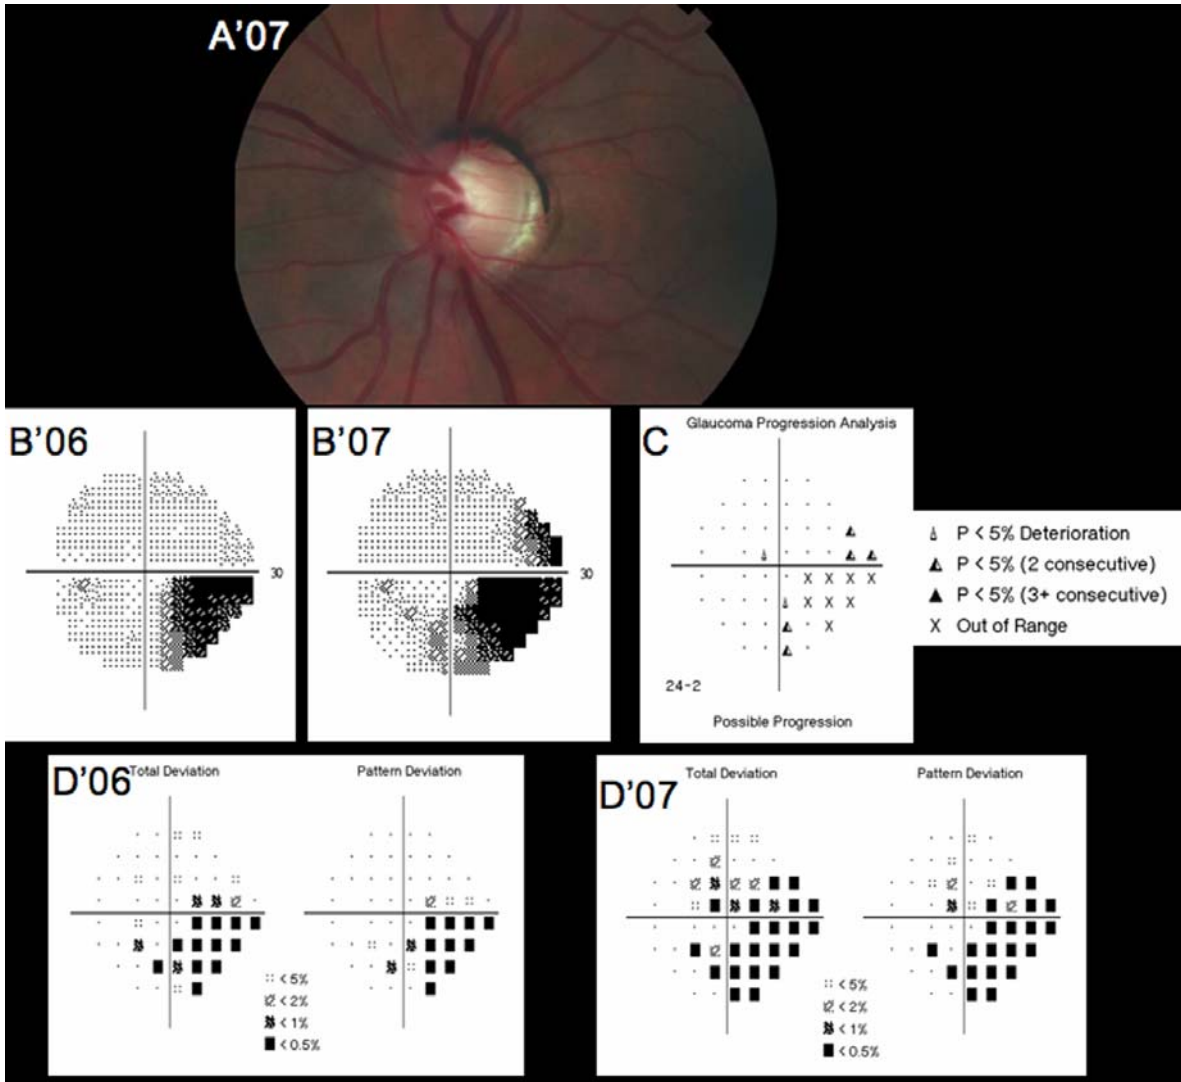 A'07
B'06
30
B'07
30
C
Glaucoma Progression Analysis
24-2
Possible Progression
P < 5% Deterioration
P < 5% (2 consecutive)
P < 5% (3+ consecutive)
X Out of Range
D'06
Total Deviation
Pattern Deviation
< 5%
< 2%
< 1%
< 0.5%
D'07
Total Deviation
Pattern Deviation
< 5%
< 2%
< 1%
< 0.5%